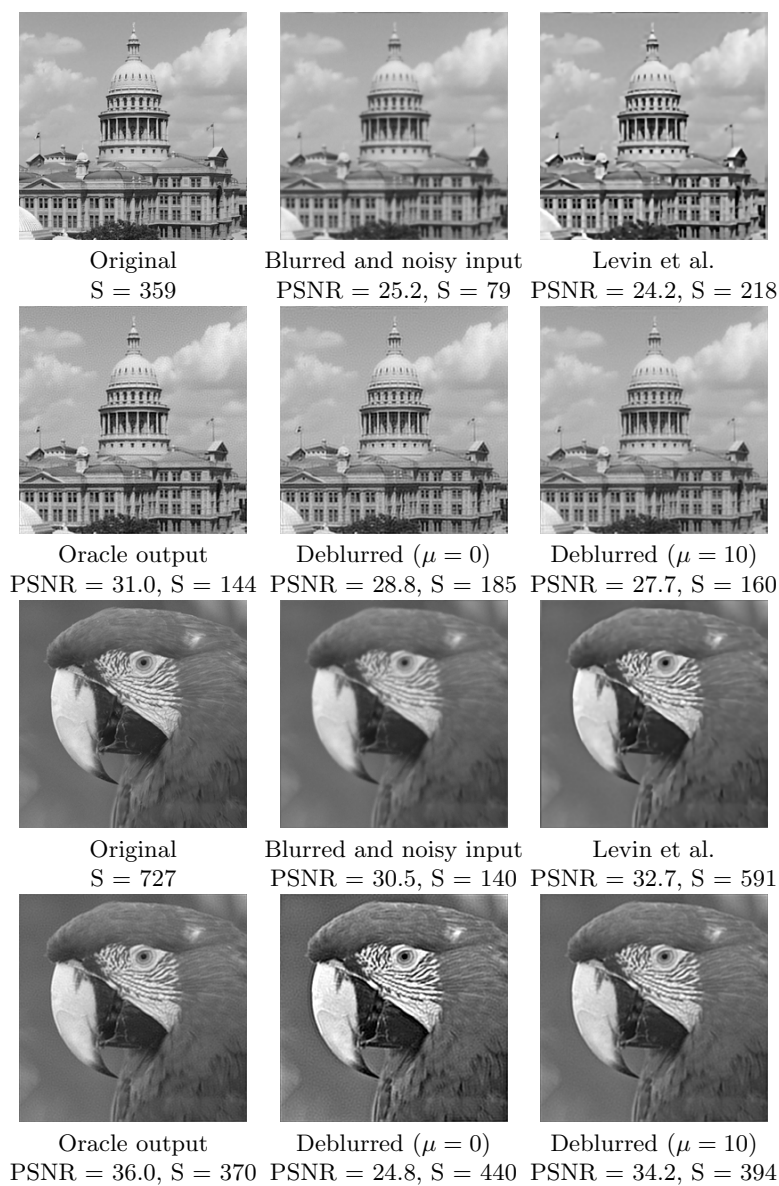 Original
S = 359
Blurred and noisy input
PSNR = 25.2, S = 79
Levin et al.
PSNR = 24.2, S = 218
Oracle output
PSNR = 31.0, S = 144
Deblurred (μ = 0)
PSNR = 28.8, S = 185
Deblurred (μ = 10)
PSNR = 27.7, S = 160
Original
S = 727
Blurred and noisy input
PSNR = 30.5, S = 140
Levin et al.
PSNR = 32.7, S = 591
Oracle output
PSNR = 36.0, S = 370
Deblurred (μ = 0)
PSNR = 24.8, S = 440
Deblurred (μ = 10)
PSNR = 34.2, S = 394